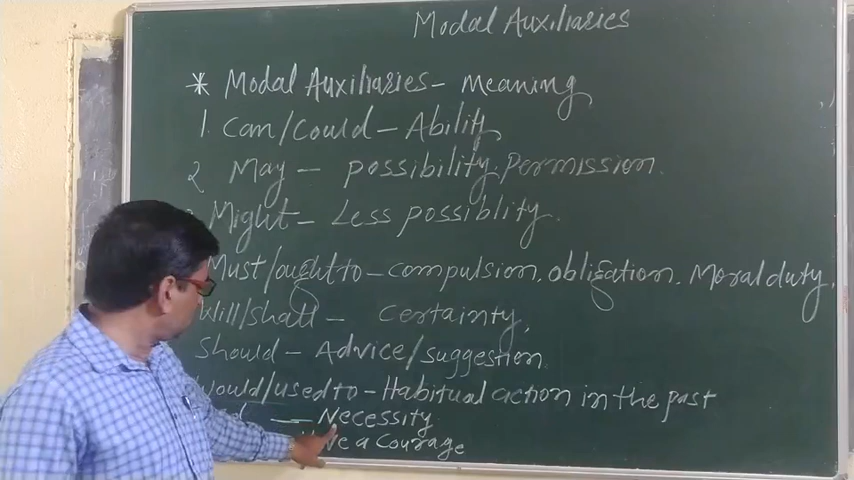 Modal Auxiliaries
* Modal Auxiliaries - Meaning
1. Can/Could - Ability
2 May - possibility, permission.
Might - Less possiblity.
Must/ought to - compulsion, obligation. Moral duty.
Will/shall - certainty,
Should - Advice/suggestion.
Would/used to - Habitual action in the past
- Necessity
a Courage